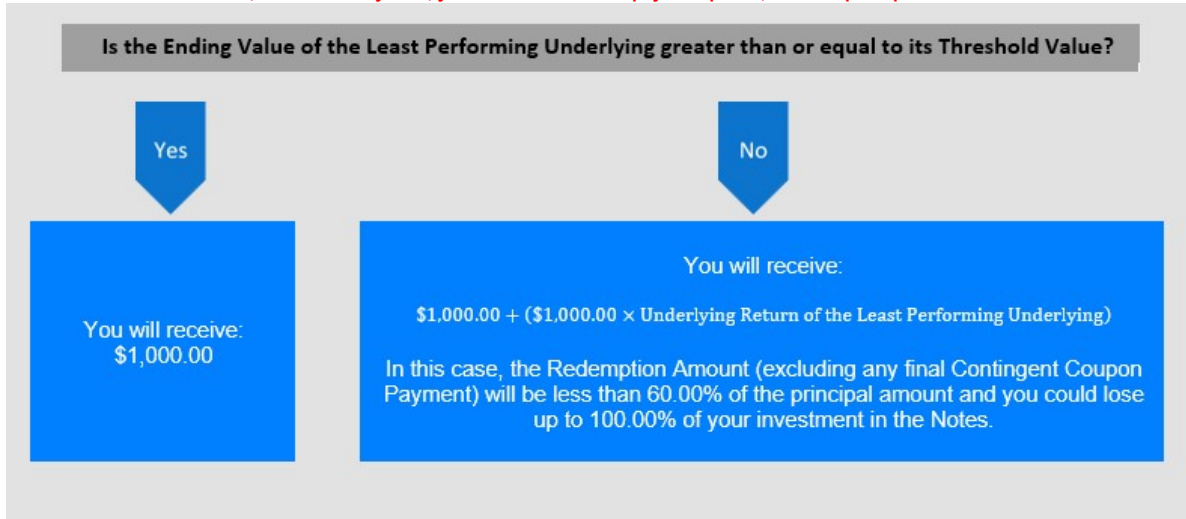 Is the Ending Value of the Least Performing Underlying greater than or equal to its Threshold Value?
Yes
No
You will receive:
$1,000.00
You will receive:
$1,000.00 + ($1,000.00 × Underlying Return of the Least Performing Underlying)
In this case, the Redemption Amount (excluding any final Contingent Coupon
Payment) will be less than 60.00% of the principal amount and you could lose
up to 100.00% of your investment in the Notes.